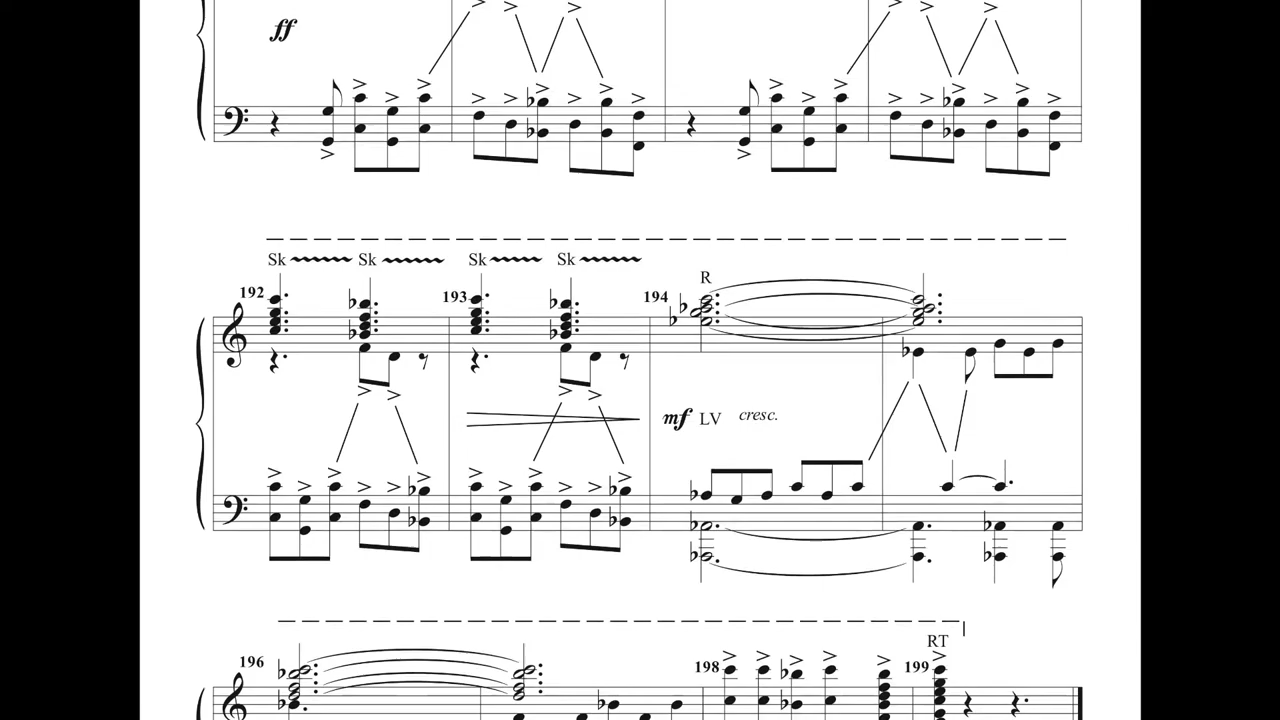 ff
Sk Sk Sk Sk
192 193 194 R
mf LV cresc.
RT
196 198 199